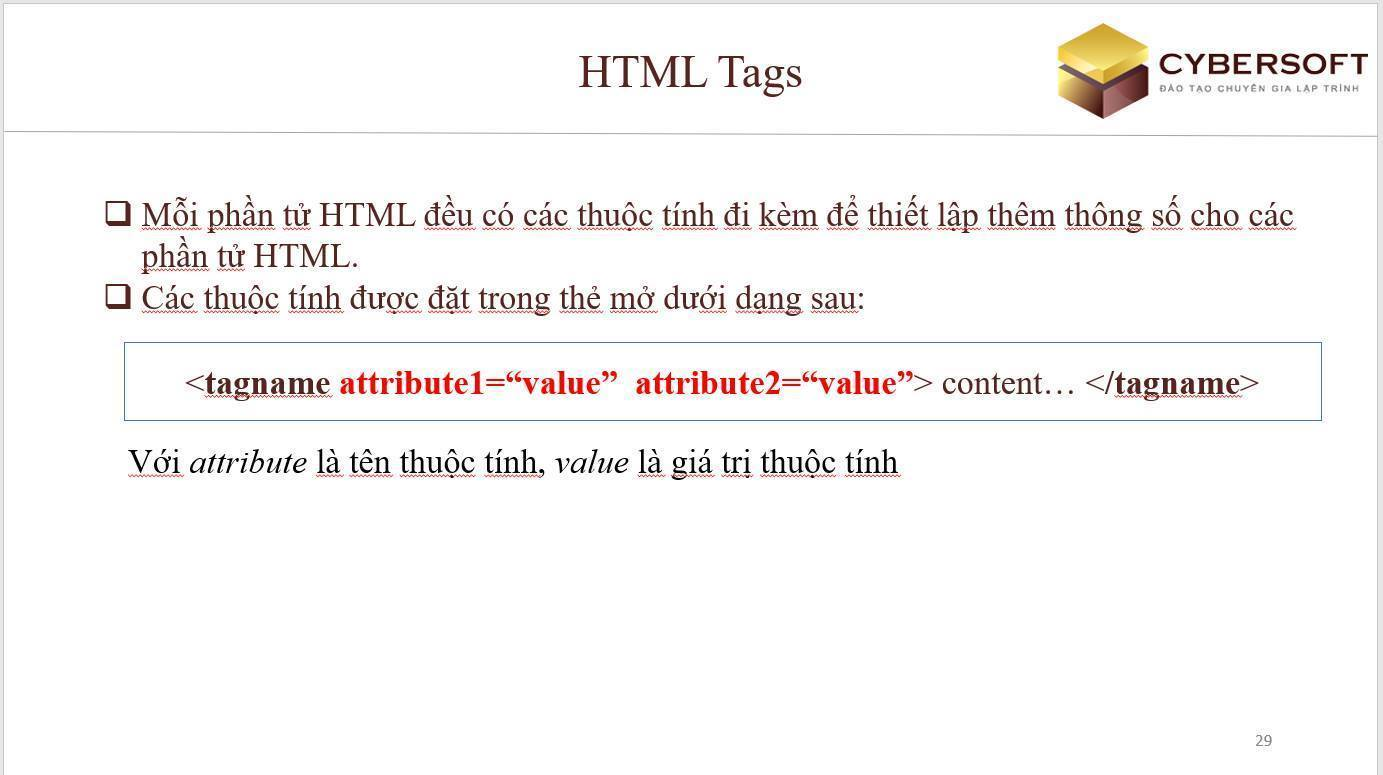 HTML Tags
CYBERSOFT
ĐÀO TẠO CHUYÊN GIA LẬP TRÌNH
❑ Mỗi phần tử HTML đều có các thuộc tính đi kèm để thiết lập thêm thông số cho các
phần tử HTML.
❑ Các thuộc tính được đặt trong thẻ mở dưới dạng sau:
<tagname attribute1=“value”  attribute2=“value”> content… </tagname>
Với attribute là tên thuộc tính, value là giá trị thuộc tính
29